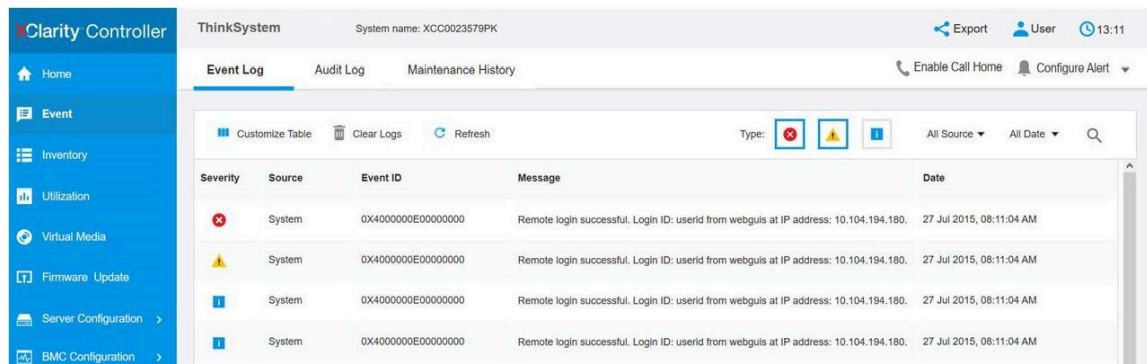 XClarity Controller
ThinkSystem System name: XCC0023579PK Export User 13:11
Home
Event Log Audit Log Maintenance History Enable Call Home Configure Alert
Event
Customize Table Clear Logs Refresh Type: All Source All Date
Inventory
Severity Source Event ID Message Date
Utilization
System 0X4000000E00000000 Remote login successful. Login ID: userid from webguis at IP address: 10.104.194.180. 27 Jul 2015, 08:11:04 AM
Virtual Media
System 0X4000000E00000000 Remote login successful. Login ID: userid from webguis at IP address: 10.104.194.180. 27 Jul 2015, 08:11:04 AM
Firmware Update
System 0X4000000E00000000 Remote login successful. Login ID: userid from webguis at IP address: 10.104.194.180. 27 Jul 2015, 08:11:04 AM
Server Configuration >
System 0X4000000E00000000 Remote login successful. Login ID: userid from webguis at IP address: 10.104.194.180. 27 Jul 2015, 08:11:04 AM
BMC Configuration >